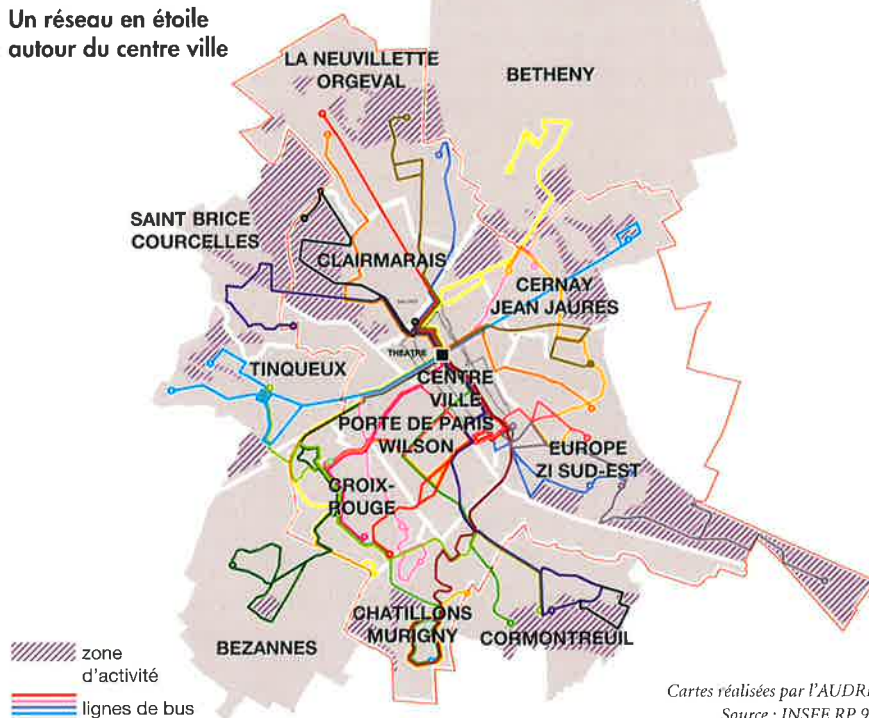 Un réseau en étoile
autour du centre ville
LA NEUVILLETTE
ORGEVAL
BETHENY
SAINT BRICE
COURCELLES
CLAIRMARAIS
CERNAY
JEAN JAURES
THEATRE
TINQUEUX
CENTRE
VILLE
PORTE DE PARIS
WILSON
EUROPE
ZI SUD-EST
CROIX-
ROUGE
CHATILLONS
MURIGNY
CORMONTREUIL
BEZANNES
zone
d'activité
lignes de bus
Cartes réalisées par l'AUDR
Source : INSEE RP 9